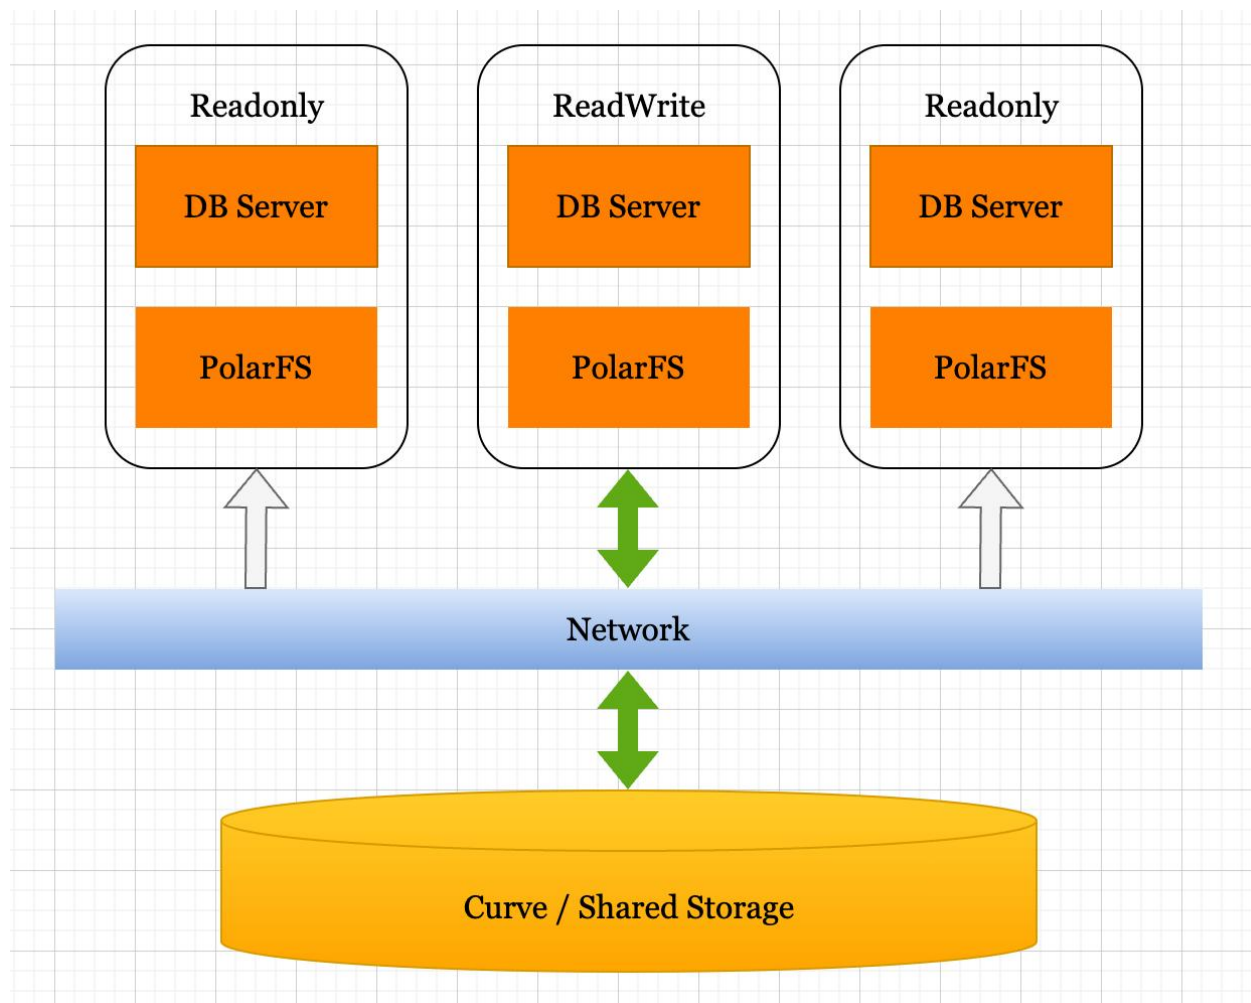 Readonly
ReadWrite
Readonly
DB Server
DB Server
DB Server
PolarFS
PolarFS
PolarFS
Network
Curve / Shared Storage